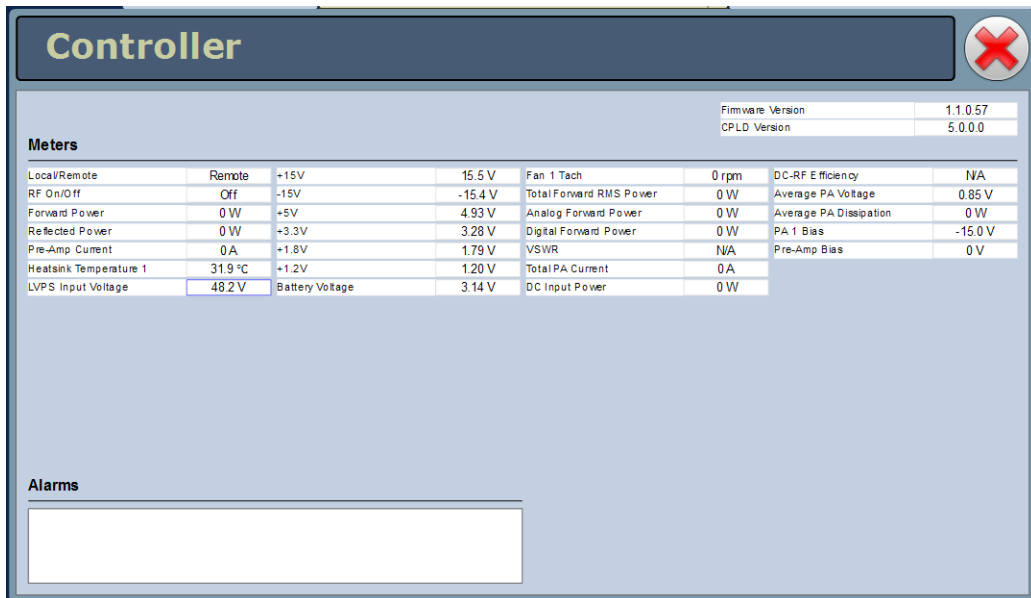 Controller
Firmware Version 1.1.0.57
CPLD Version 5.0.0.0
Meters
Local/Remote Remote +15V 15.5 V Fan 1 Tach 0 rpm DC-RF Efficiency N/A
RF On/Off Off -15V -15.4 V Total Forward RMS Power 0 W Average PA Voltage 0.85 V
Forward Power 0 W +5V 4.93 V Analog Forward Power 0 W Average PA Dissipation 0 W
Reflected Power 0 W +3.3V 3.28 V Digital Forward Power 0 W PA 1 Bias -15.0 V
Pre-Amp Current 0 A +1.8V 1.79 V VSWR N/A Pre-Amp Bias 0 V
Heatsink Temperature 1 31.9 °C +1.2V 1.20 V Total PA Current 0 A
LVPS Input Voltage 48.2 V Battery Voltage 3.14 V DC Input Power 0 W
Alarms